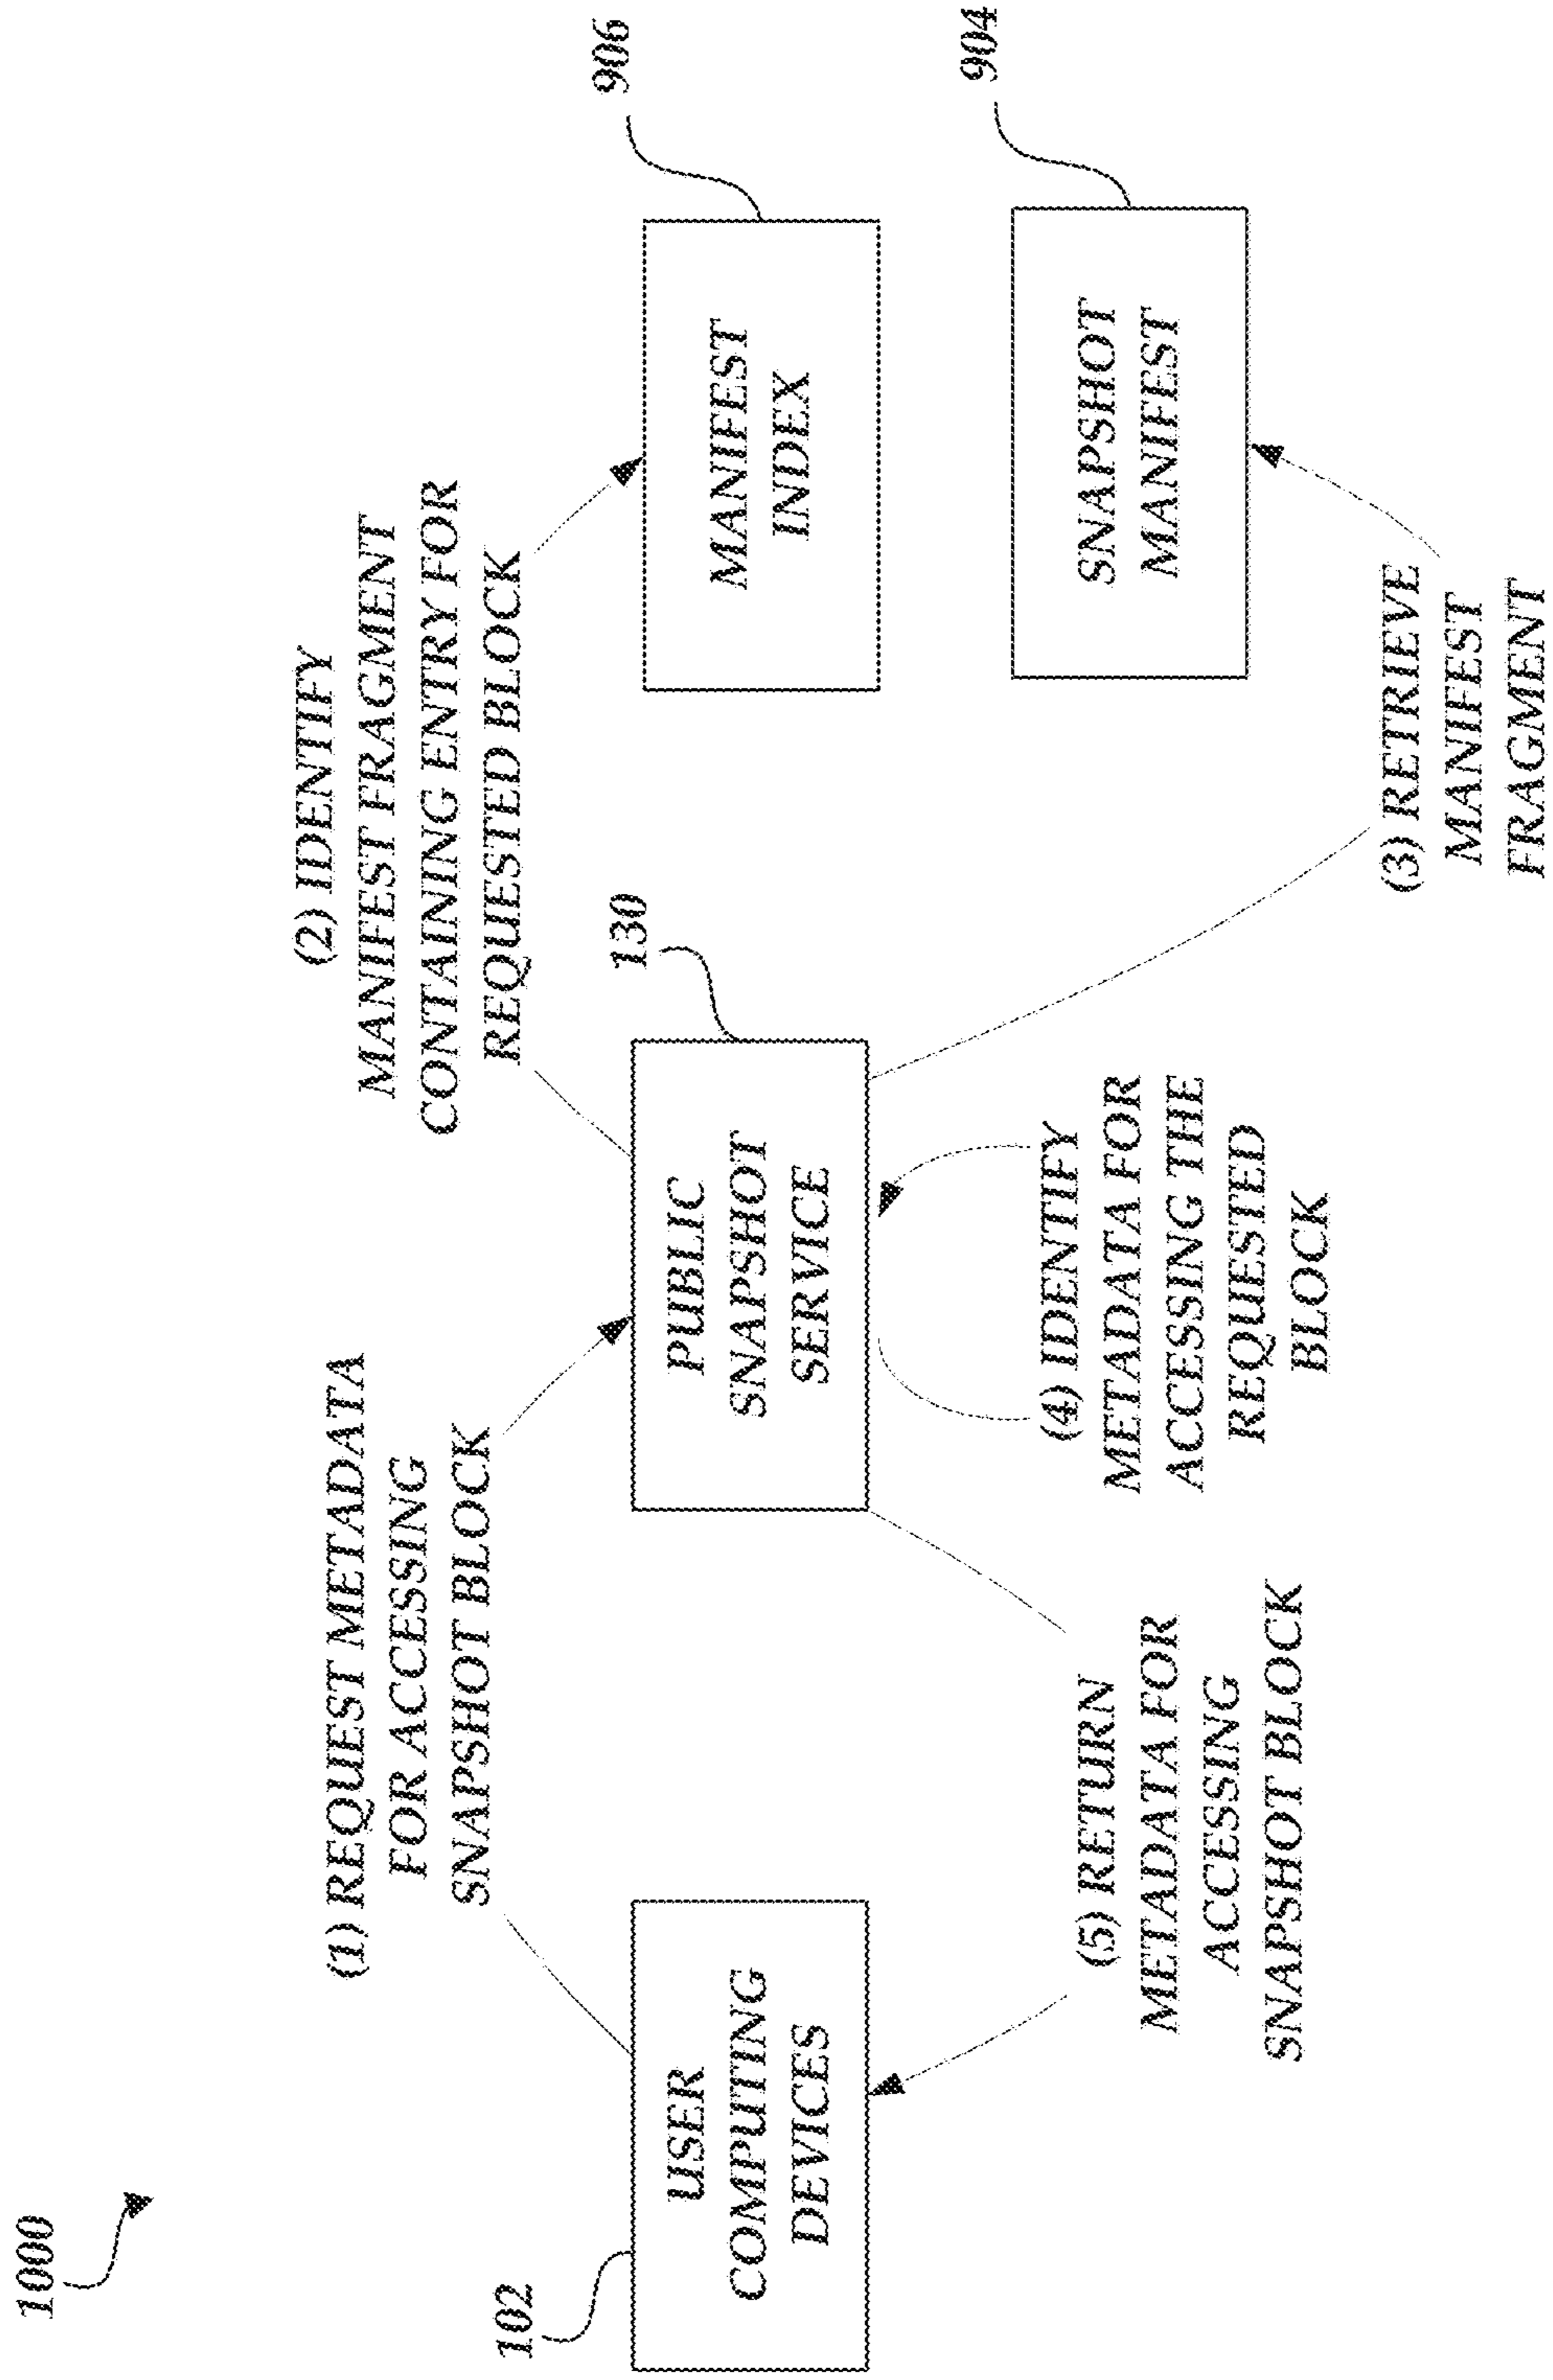 1000
(1) REQUEST METADATA
FOR ACCESSING
SNAPSHOT BLOCK
(2) IDENTIFY
MANIFEST FRAGMENT
CONTAINING ENTRY FOR
REQUESTED BLOCK
102
USER
COMPUTING
DEVICES
130
PUBLIC
SNAPSHOT
SERVICE
906
MANIFEST
INDEX
904
SNAPSHOT
MANIFEST
(5) RETURN
METADATA FOR
ACCESSING
SNAPSHOT BLOCK
(4) IDENTIFY
METADATA FOR
ACCESSING THE
REQUESTED
BLOCK
(3) RETRIEVE
MANIFEST
FRAGMENT